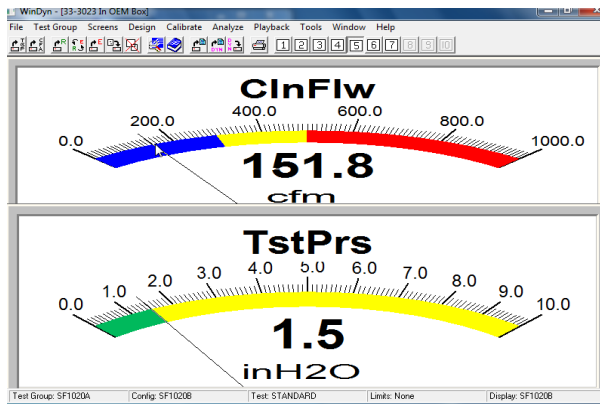 WinDyn - [33-3023 In OEM Box]
File Test Group Screens Design Calibrate Analyze Playback Tools Window Help
1 2 3 4 5 6 7 8 9 10
ClnFlw
0.0 200.0 400.0 600.0 800.0 1000.0
151.8
cfm
TstPrs
0.0 1.0 2.0 3.0 4.0 5.0 6.0 7.0 8.0 9.0 10.0
1.5
inH2O
Test Group: SF1020A Config: SF1020B Test: STANDARD Limits: None Display: SF1020B